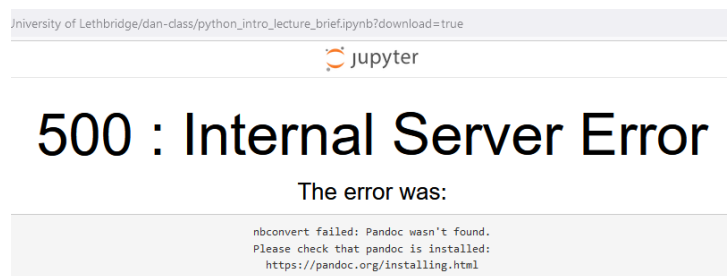 University of Lethbridge/dan-class/python_intro_lecture_brief.ipynb?download=true
jupyter
500 : Internal Server Error
The error was:
nbconvert failed: Pandoc wasn't found.
Please check that pandoc is installed:
https://pandoc.org/installing.html